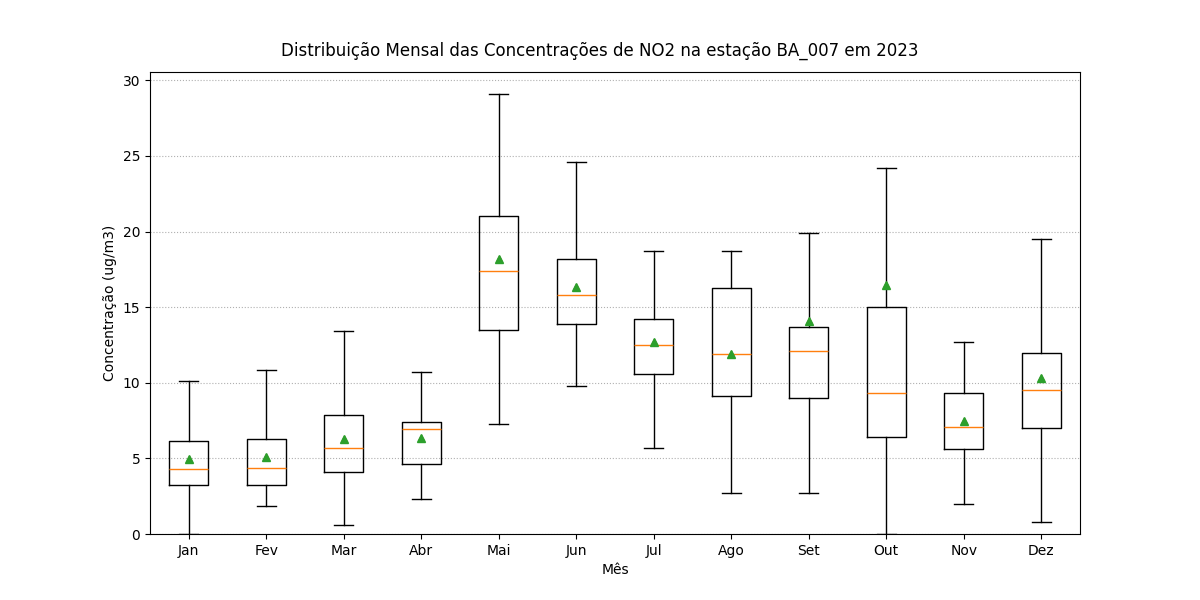 Distribuição Mensal das Concentrações de NO2 na estação BA_007 em 2023
30
25
20
15
10
5
0
Concentração (ug/m3)
Jan Fev Mar Abr Mai Jun Jul Ago Set Out Nov Dez
Mês